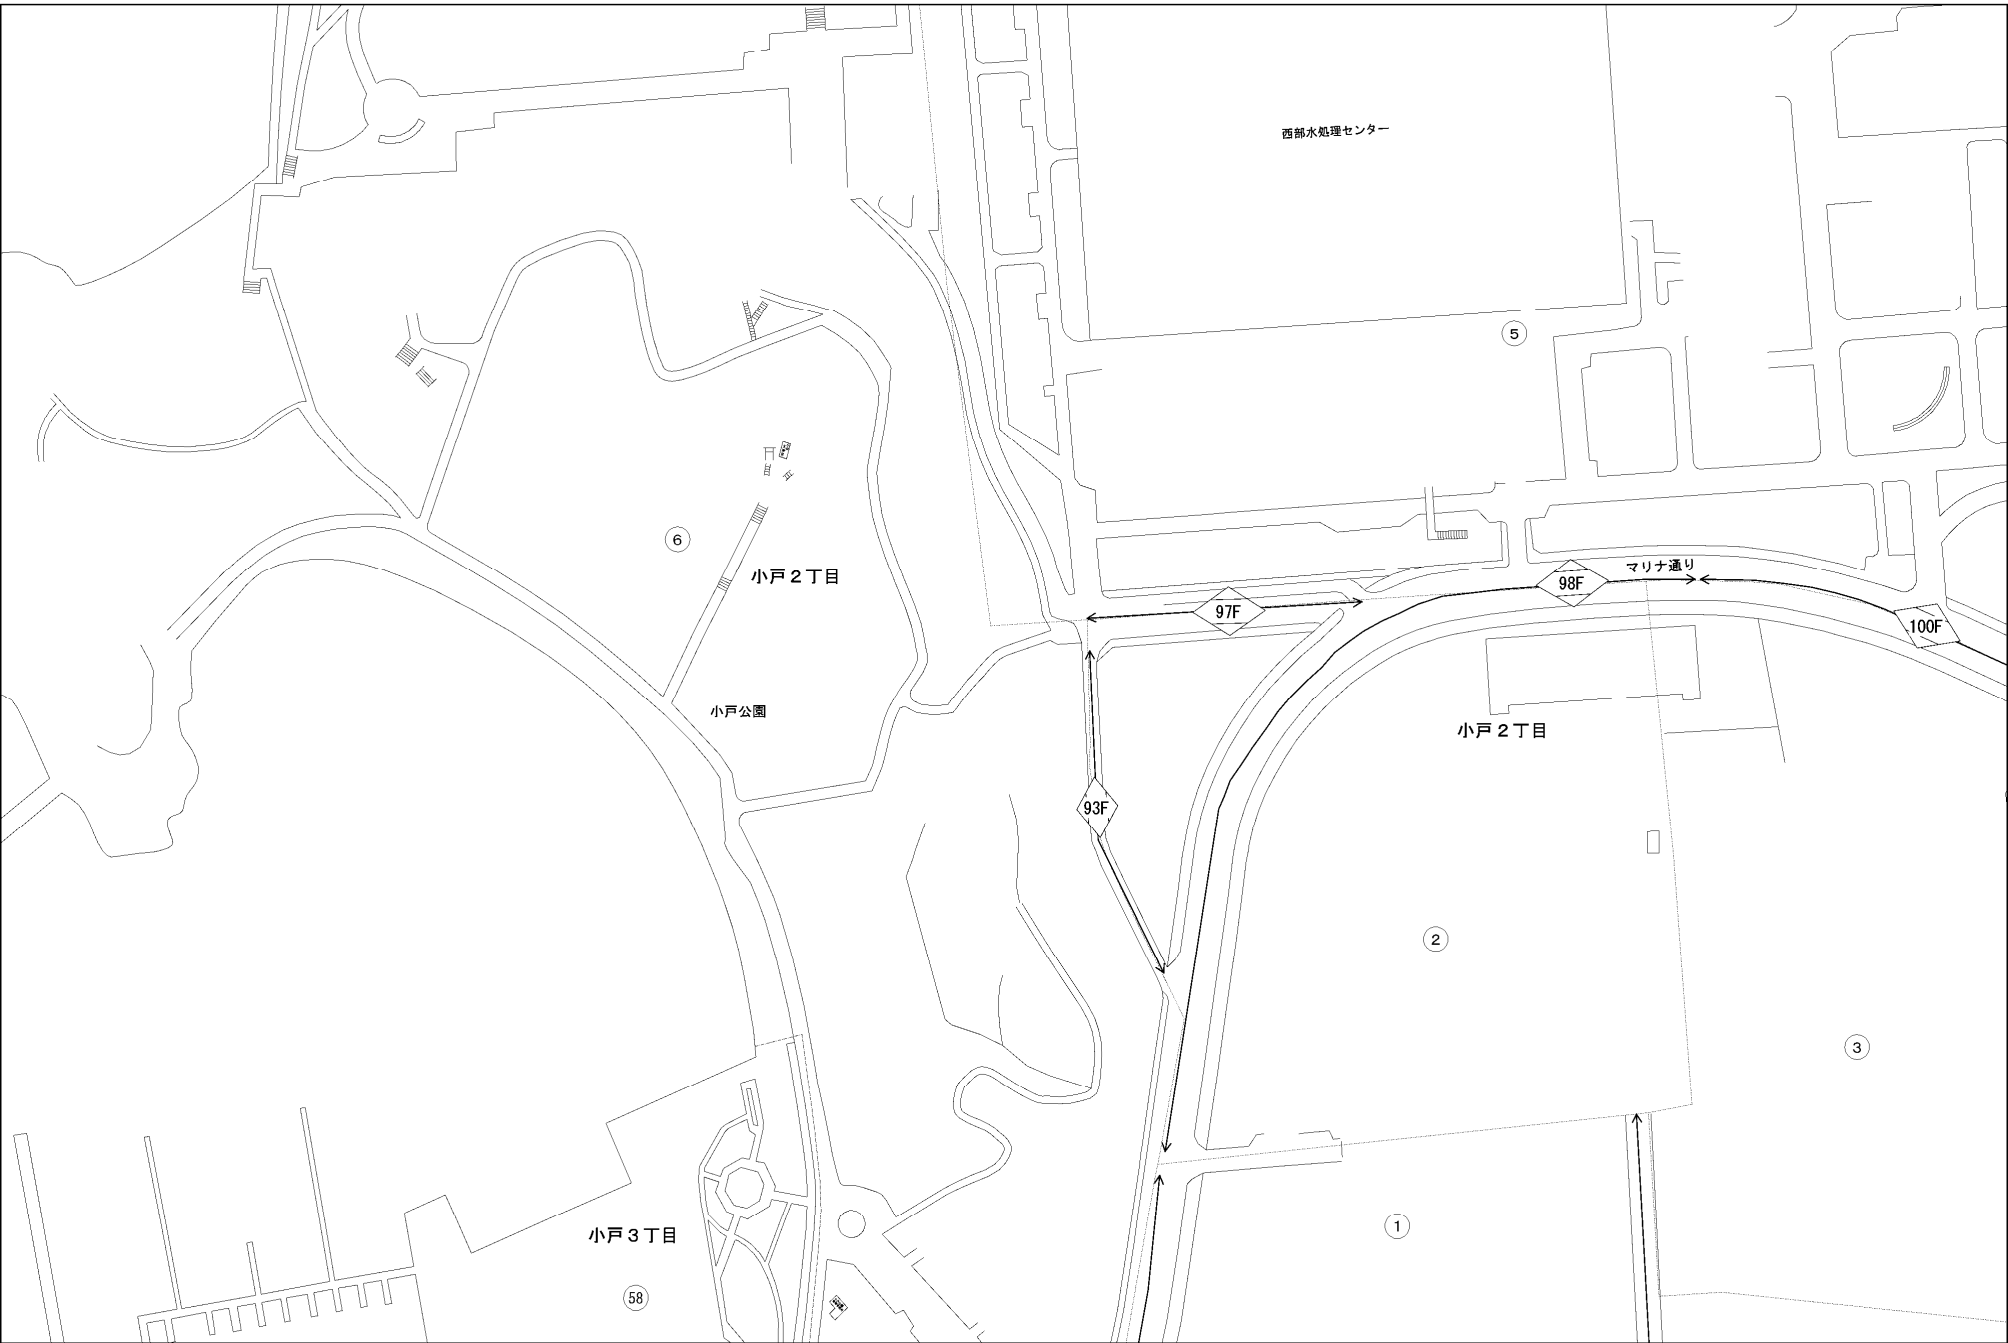 西部水処理センター
5
6
小戸２丁目
マリナ通り
98F
97F
100F
小戸公園
小戸２丁目
93F
2
3
1
小戸３丁目
58